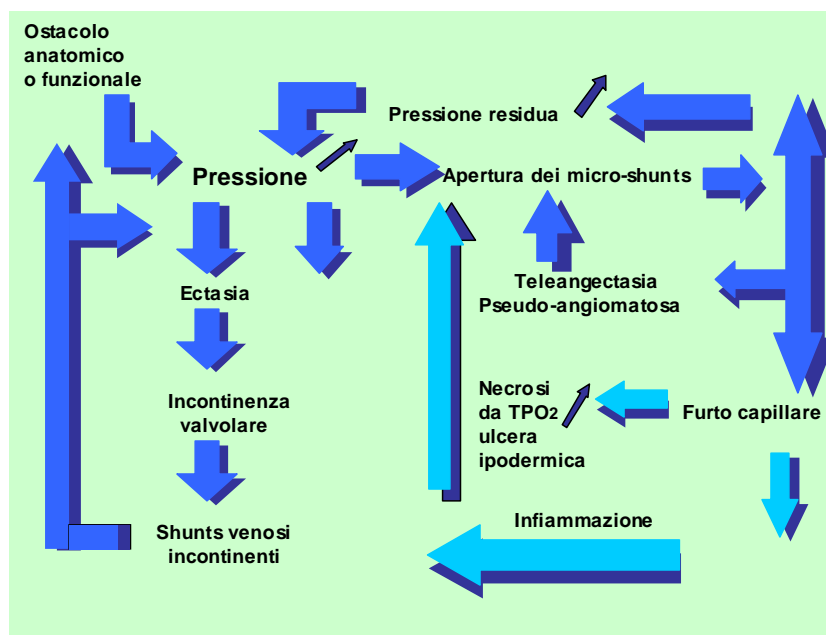 Ostacolo
anatomico
o funzionale
Pressione residua
Pressione
Apertura dei micro-shunts
Teleangectasia
Pseudo-angiomatosa
Ectasia
Necrosi
da TPO2
ulcera
ipodermica
Furto capillare
Incontinenza
valvolare
Infiammazione
Shunts venosi
incontinenti